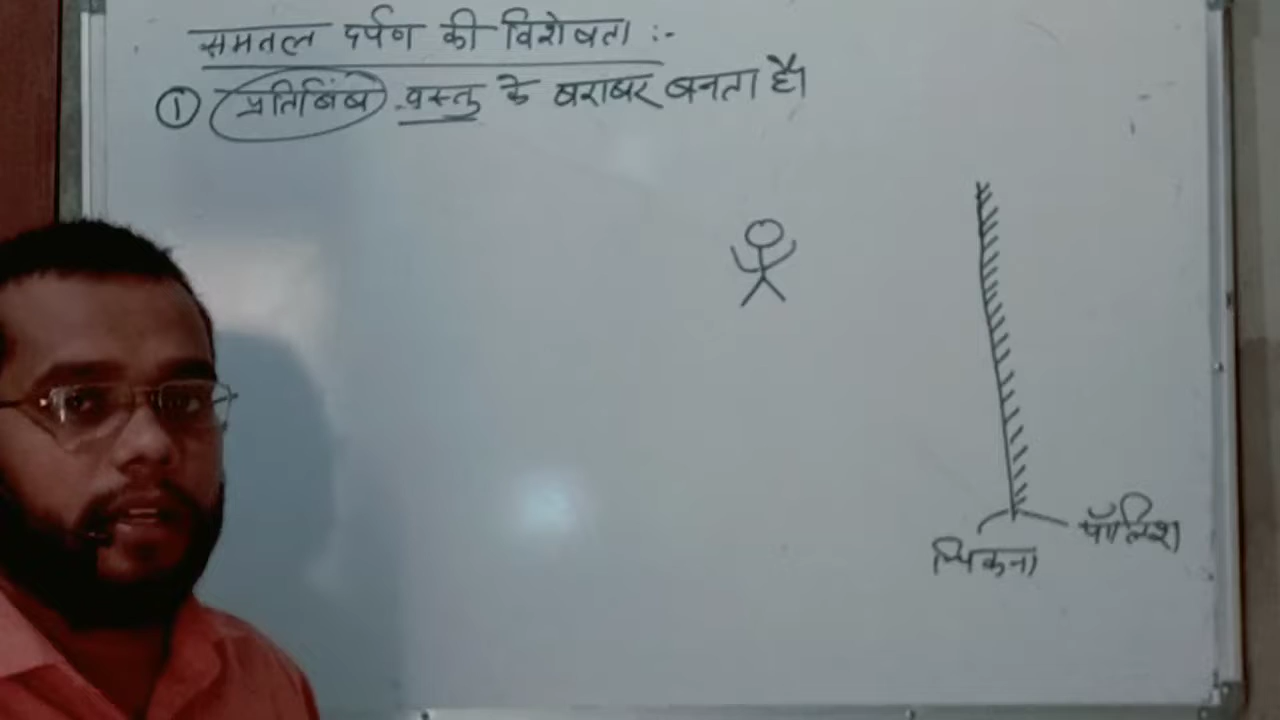 समतल दर्पण की विशेषता :-
① प्रतिबिंब वस्तु के बराबर बनता है।
चिकना
पॉलिश